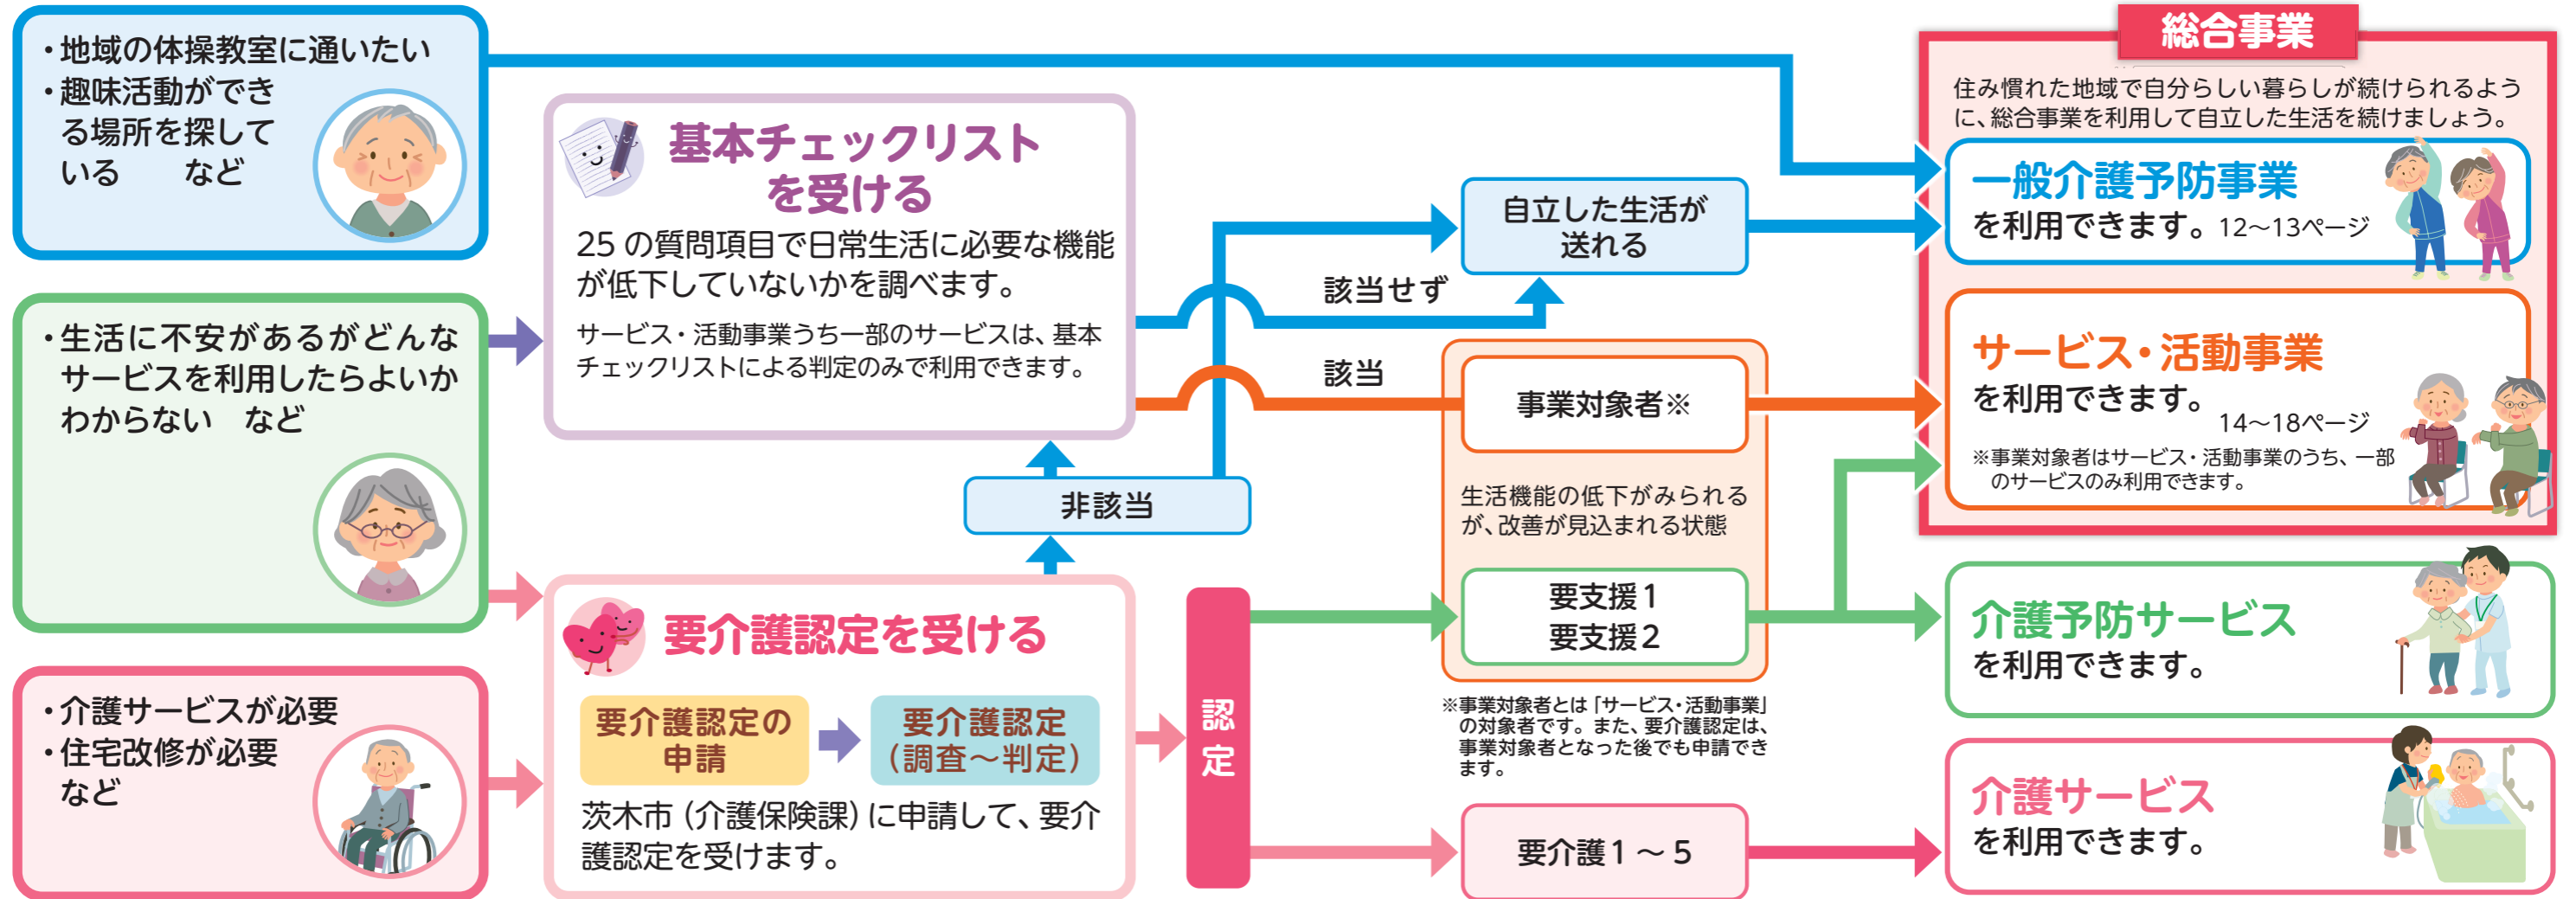 ・地域の体操教室に通いたい
・趣味活動ができ
る場所を探して
いる　　など
・生活に不安があるがどんな
サービスを利用したらよいか
わからない　など
・介護サービスが必要
・住宅改修が必要
など
基本チェックリスト
を受ける
25 の質問項目で日常生活に必要な機能
が低下していないかを調べます。
サービス・活動事業うち一部のサービスは、基本
チェックリストによる判定のみで利用できます。
非該当
要介護認定を受ける
要介護認定の
申請
要介護認定
（調査～判定）
茨木市（介護保険課）に申請して、要介
護認定を受けます。
認定
該当せず
該当
自立した生活が
送れる
事業対象者※
生活機能の低下がみられる
が、改善が見込まれる状態
要支援１
要支援２
※事業対象者とは「サービス・活動事業」
の対象者です。また、要介護認定は、
事業対象者となった後でも申請でき
ます。
要介護１～５
総合事業
住み慣れた地域で自分らしい暮らしが続けられるよう
に、総合事業を利用して自立した生活を続けましょう。
一般介護予防事業
を利用できます。12～13ページ
サービス・活動事業
を利用できます。
14～18ページ
※事業対象者はサービス・活動事業のうち、一部
のサービスのみ利用できます。
介護予防サービス
を利用できます。
介護サービス
を利用できます。